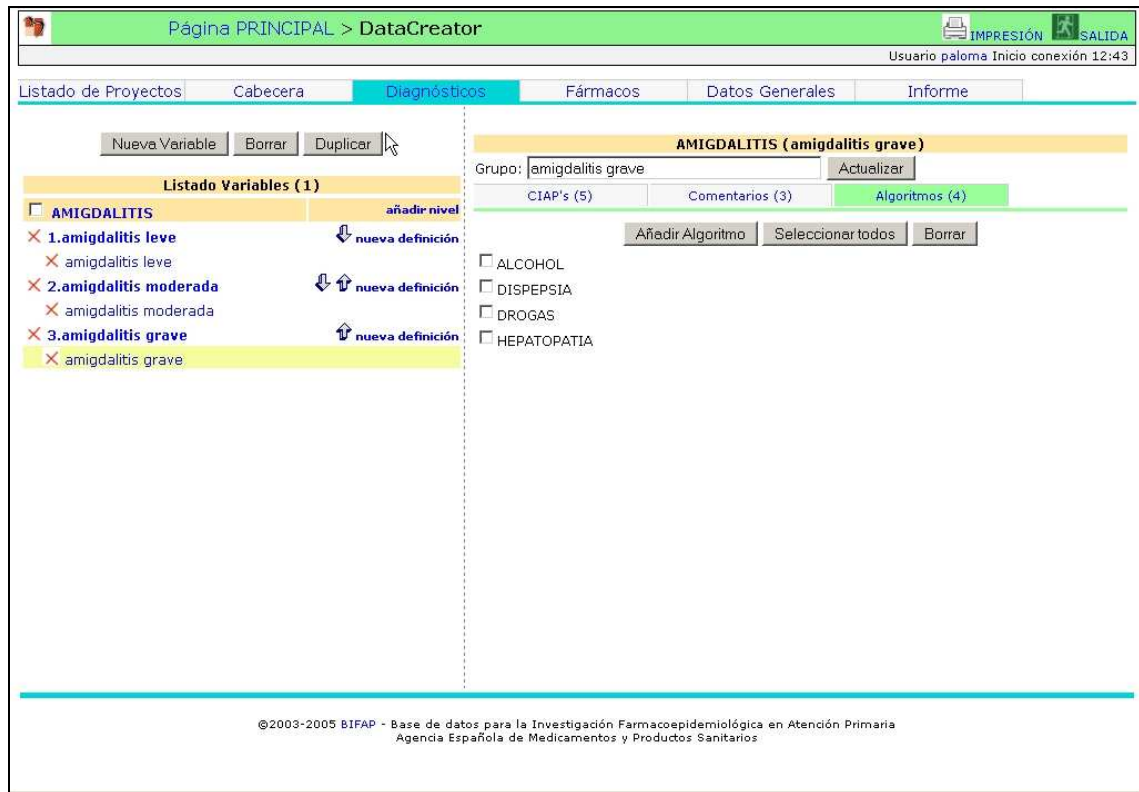 Página PRINCIPAL > DataCreator
IMPRESIÓN SALIDA
Usuario paloma Inicio conexión 12:43
Listado de Proyectos Cabecera Diagnósticos Fármacos Datos Generales Informe
Nueva Variable Borrar Duplicar
Listado Variables (1)
AMIGDALITIS añadir nivel
1.amigdalitis leve nueva definición
amigdalitis leve
2.amigdalitis moderada nueva definición
amigdalitis moderada
3.amigdalitis grave nueva definición
amigdalitis grave
AMIGDALITIS (amigdalitis grave)
Grupo: amigdalitis grave Actualizar
CIAP's (5) Comentarios (3) Algoritmos (4)
Añadir Algoritmo Seleccionar todos Borrar
ALCOHOL
DISPEPSIA
DROGAS
HEPATOPATIA
©2003-2005 BIFAP - Base de datos para la Investigación Farmacoepidemiológica en Atención Primaria
Agencia Española de Medicamentos y Productos Sanitarios